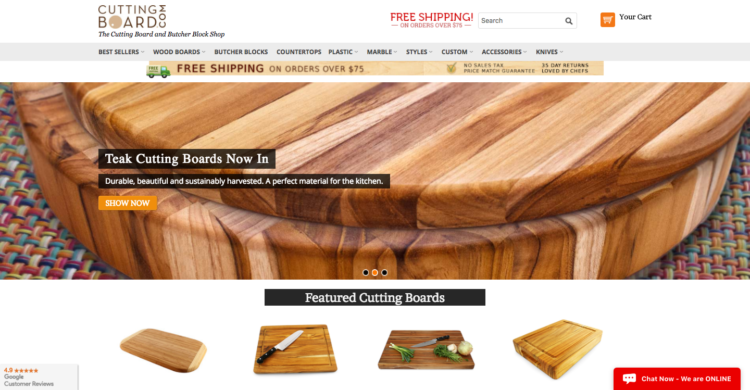 CUTTING
BOARD
.COM
The Cutting Board and Butcher Block Shop
FREE SHIPPING!
ON ORDERS OVER $75
Search
Your Cart
BEST SELLERS
WOOD BOARDS
BUTCHER BLOCKS
COUNTERTOPS
PLASTIC
MARBLE
STYLES
CUSTOM
ACCESSORIES
KNIVES
FREE SHIPPING ON ORDERS OVER $75...
NO SALES TAX
PRICE MATCH GUARANTEE
35 DAY RETURNS
LOVED BY CHEFS
Teak Cutting Boards Now In
Durable, beautiful and sustainably harvested. A perfect material for the kitchen.
SHOW NOW
Featured Cutting Boards
4.9 ★★★★★
Google
Customer Reviews
Chat Now - We are ONLINE